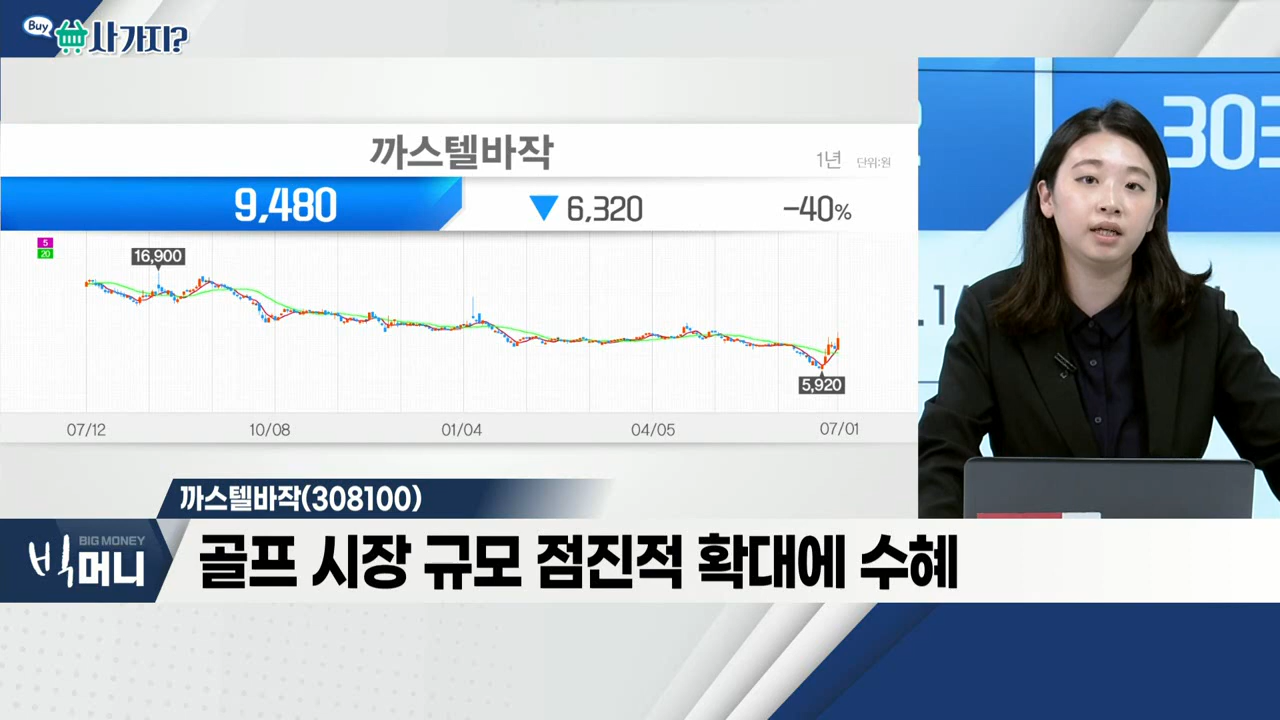 Buy
사가지?
까스텔바작
1년 단위:원
9,480 ▼ 6,320 -40%
5
20
16,900
5,920
07/12 10/08 01/04 04/05 07/01
303
까스텔바작(308100)
BIG MONEY
빅머니
골프 시장 규모 점진적 확대에 수혜